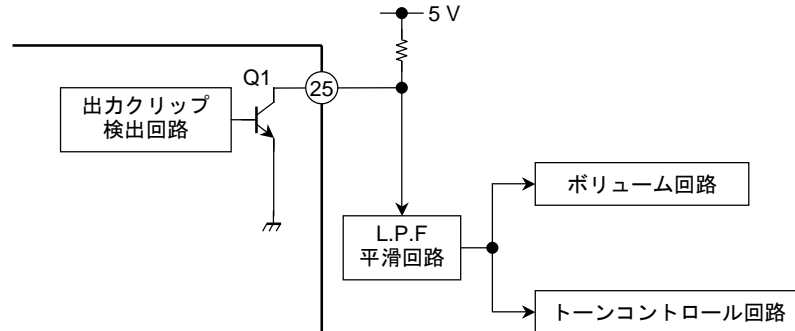 5 V
Q1
25
出力クリップ
検出回路
ボリューム回路
L.P.F
平滑回路
トーンコントロール回路